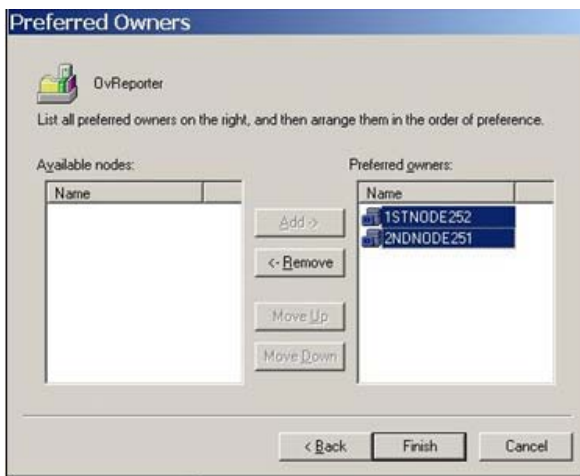 Preferred Owners
OvReporter
List all preferred owners on the right, and then arrange them in the order of preference.
Available nodes:
Name
Add ->
<- Remove
Move Up
Move Down
Preferred owners:
Name
1STNODE252
2NDNODE251
< Back
Finish
Cancel